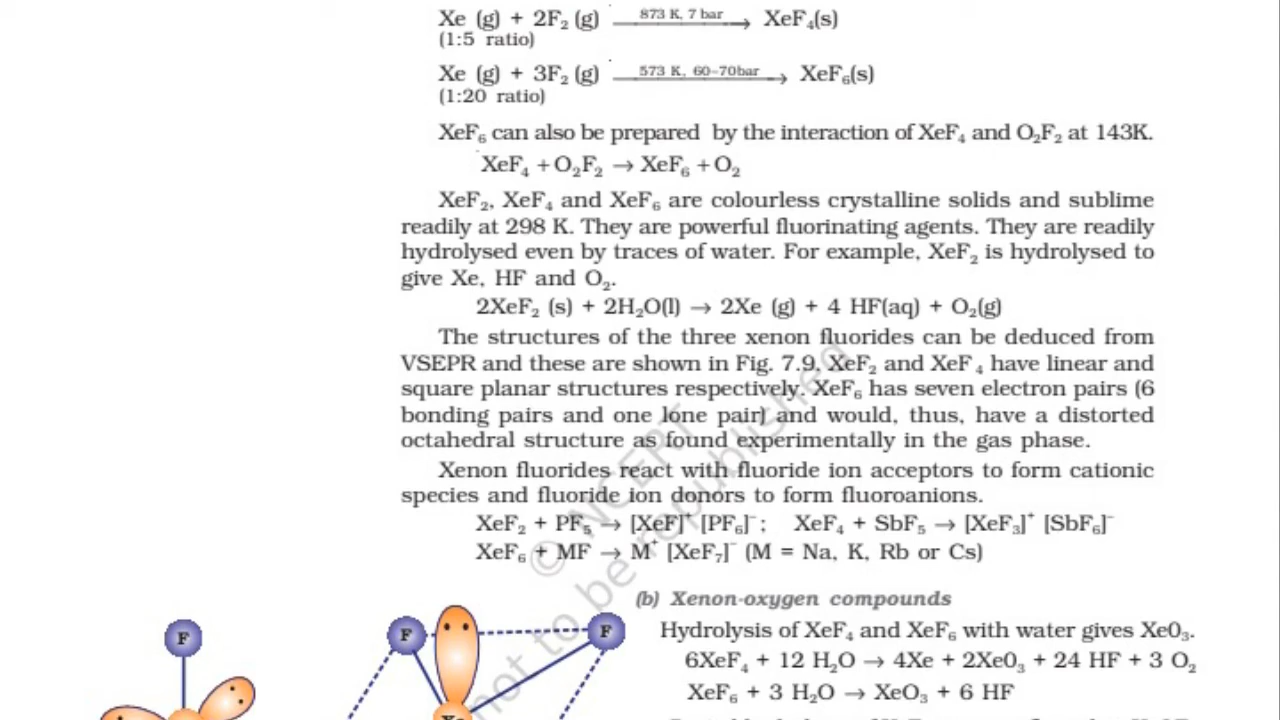 Xe (g) + 2F₂ (g) 873 K, 7 bar → XeF₄(s)
(1:5 ratio)
Xe (g) + 3F₂ (g) 573 K, 60-70bar → XeF₆(s)
(1:20 ratio)
XeF₆ can also be prepared by the interaction of XeF₄ and O₂F₂ at 143K.
XeF₄ + O₂F₂ → XeF₆ + O₂
XeF₂, XeF₄ and XeF₆ are colourless crystalline solids and sublime
readily at 298 K. They are powerful fluorinating agents. They are readily
hydrolysed even by traces of water. For example, XeF₂ is hydrolysed to
give Xe, HF and O₂.
2XeF₂ (s) + 2H₂O(l) → 2Xe (g) + 4 HF(aq) + O₂(g)
The structures of the three xenon fluorides can be deduced from
VSEPR and these are shown in Fig. 7.9. XeF₂ and XeF₄ have linear and
square planar structures respectively. XeF₆ has seven electron pairs (6
bonding pairs and one lone pair) and would, thus, have a distorted
octahedral structure as found experimentally in the gas phase.
Xenon fluorides react with fluoride ion acceptors to form cationic
species and fluoride ion donors to form fluoroanions.
XeF₂ + PF₅ → [XeF]⁺ [PF₆]⁻ ; XeF₄ + SbF₅ → [XeF₃]⁺ [SbF₆]⁻
XeF₆ + MF → M⁺ [XeF₇]⁻ (M = Na, K, Rb or Cs)
© NCERT
not to be republished
(b) Xenon-oxygen compounds
Hydrolysis of XeF₄ and XeF₆ with water gives Xe0₃.
6XeF₄ + 12 H₂O → 4Xe + 2Xe0₃ + 24 HF + 3 O₂
XeF₆ + 3 H₂O → XeO₃ + 6 HF
F
F
F